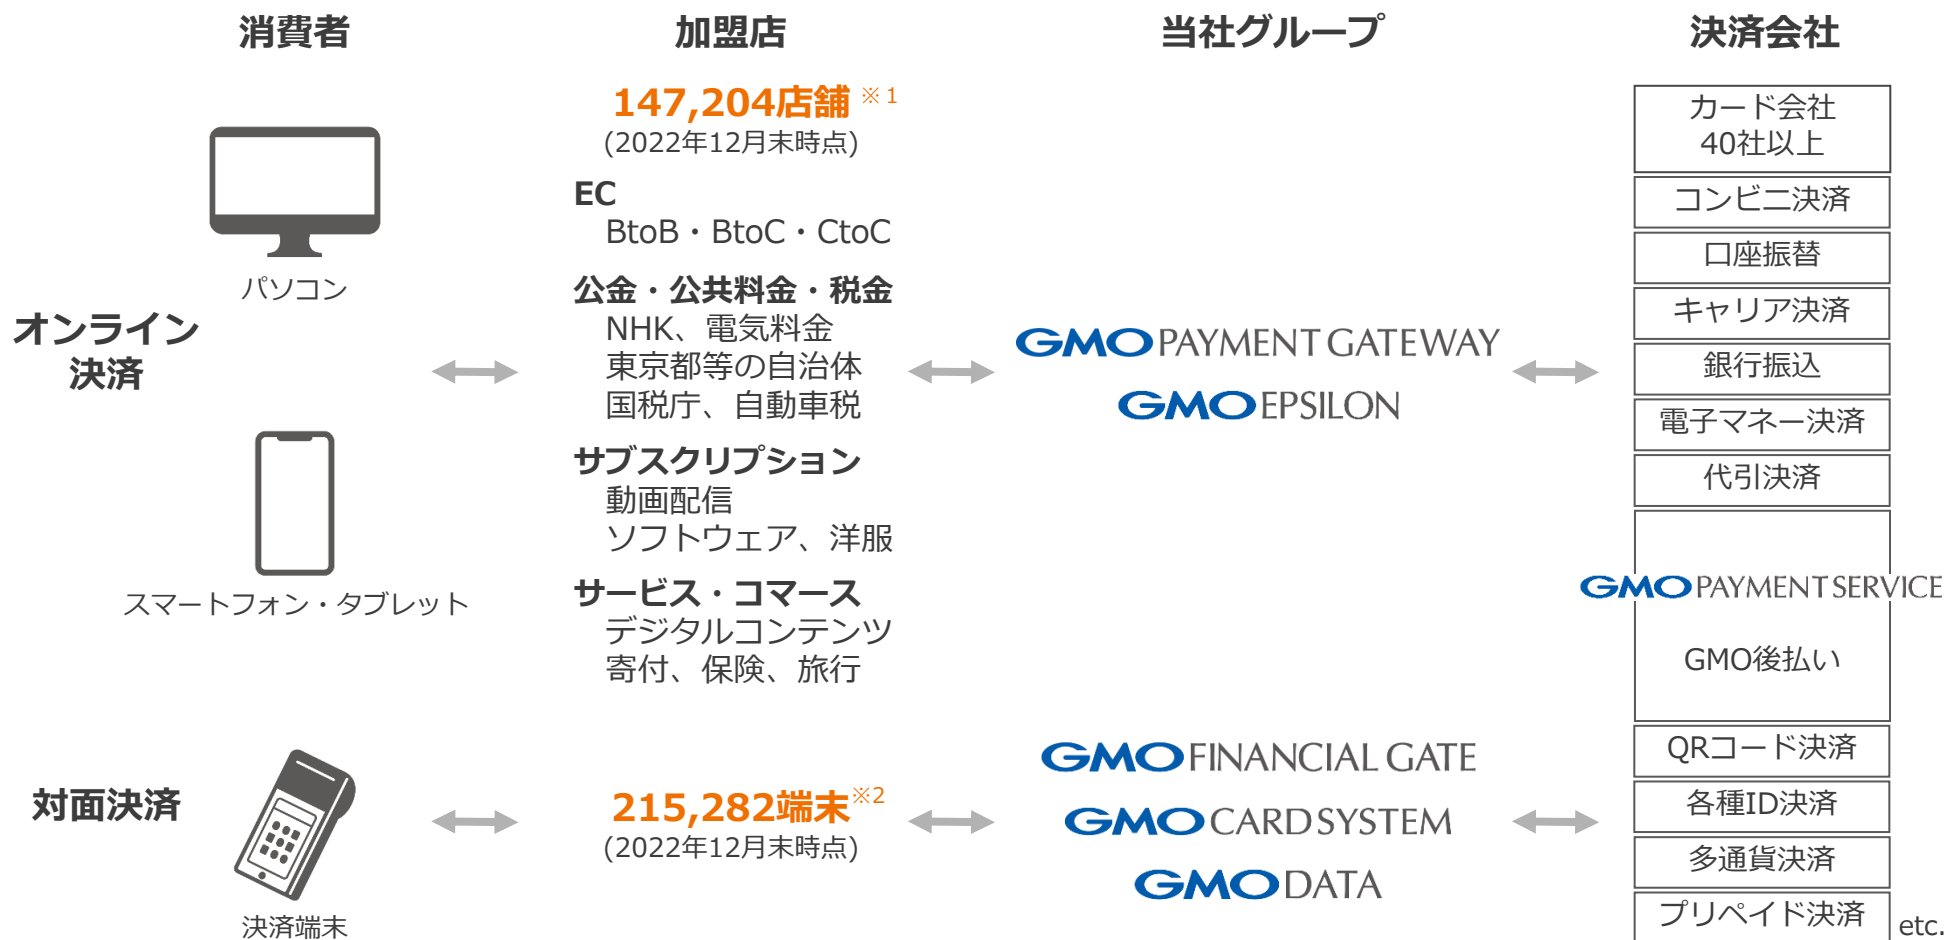 消費者
加盟店
当社グループ
決済会社
オンライン
決済
パソコン
スマートフォン・タブレット
147,204店舗 ※1
(2022年12月末時点)
EC
BtoB・BtoC・CtoC
公金・公共料金・税金
NHK、電気料金
東京都等の自治体
国税庁、自動車税
サブスクリプション
動画配信
ソフトウェア、洋服
サービス・コマース
デジタルコンテンツ
寄付、保険、旅行
GMO PAYMENT GATEWAY
GMO EPSILON
対面決済
決済端末
215,282端末※2
(2022年12月末時点)
GMO FINANCIAL GATE
GMO CARD SYSTEM
GMO DATA
カード会社
40社以上
コンビニ決済
口座振替
キャリア決済
銀行振込
電子マネー決済
代引決済
GMO PAYMENT SERVICE
GMO後払い
QRコード決済
各種ID決済
多通貨決済
プリペイド決済
etc.